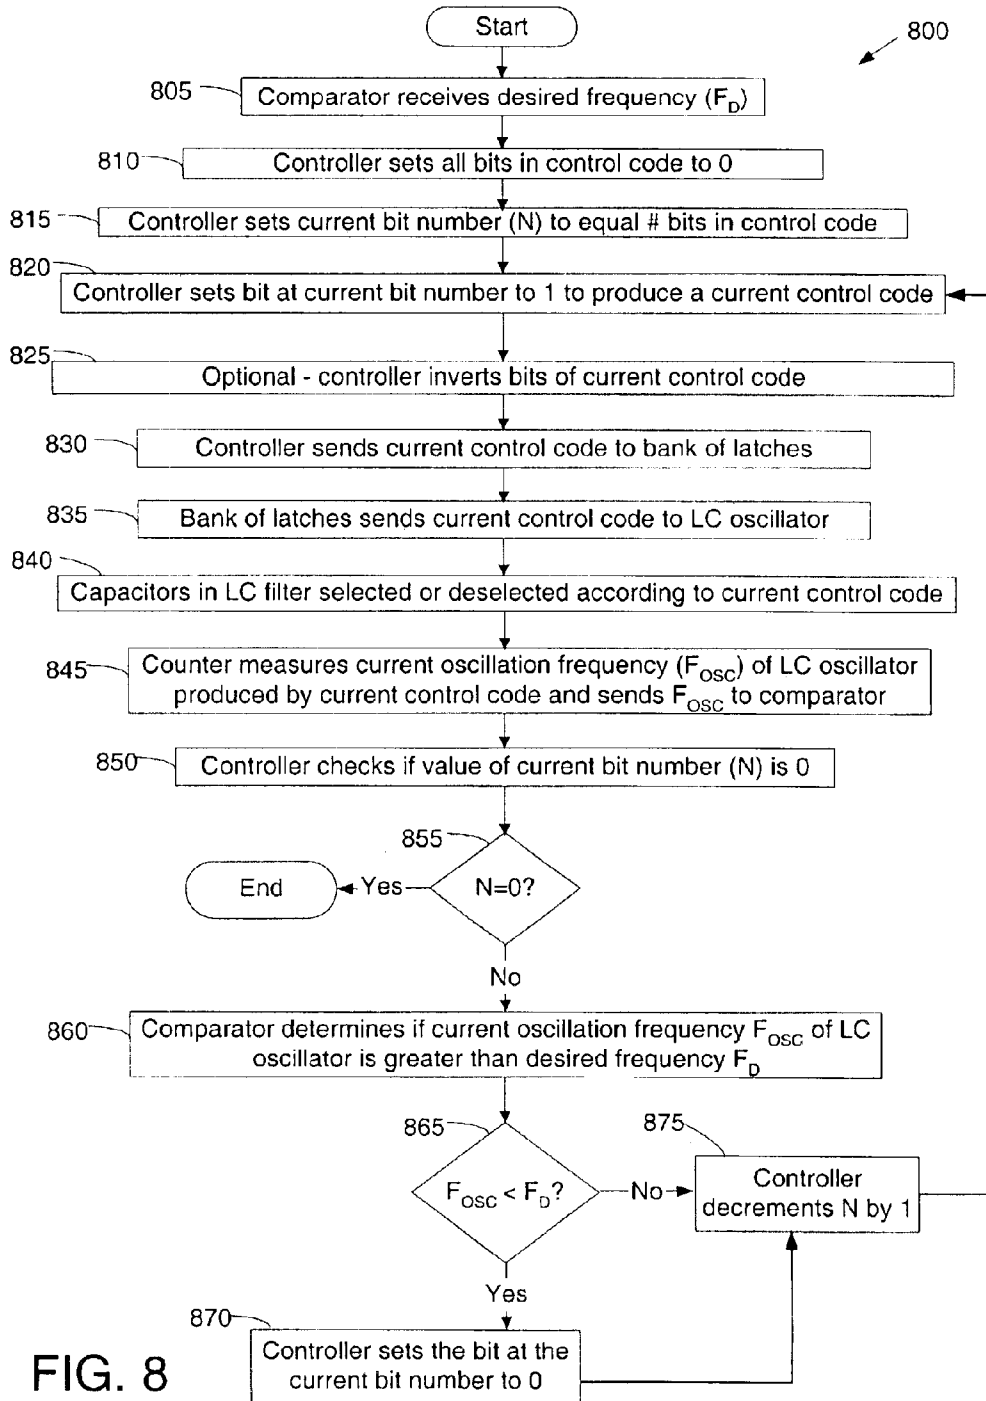 Start
800
805
Comparator receives desired frequency (FD)
810
Controller sets all bits in control code to 0
815
Controller sets current bit number (N) to equal # bits in control code
820
Controller sets bit at current bit number to 1 to produce a current control code
825
Optional - controller inverts bits of current control code
830
Controller sends current control code to bank of latches
835
Bank of latches sends current control code to LC oscillator
840
Capacitors in LC filter selected or deselected according to current control code
845
Counter measures current oscillation frequency (FOSC) of LC oscillator
produced by current control code and sends FOSC to comparator
850
Controller checks if value of current bit number (N) is 0
855
End
Yes
N=0?
No
860
Comparator determines if current oscillation frequency FOSC of LC
oscillator is greater than desired frequency FD
865
875
FOSC < FD?
No
Controller
decrements N by 1
Yes
870
Controller sets the bit at the
current bit number to 0
FIG. 8